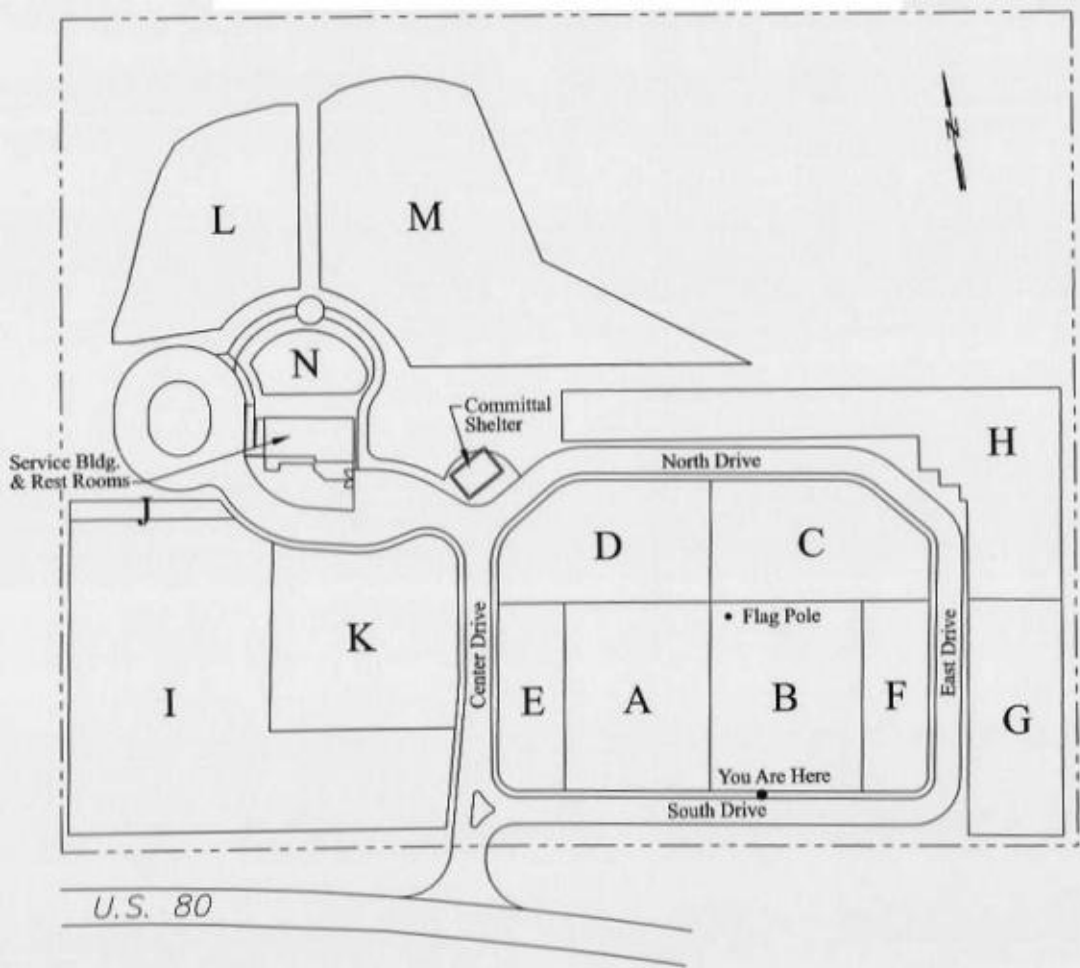 N
L
M
N
Committal
Shelter
H
Service Bldg.
& Rest Rooms
North Drive
J
D
C
Flag Pole
K
Center Drive
East Drive
I
E
A
B
F
G
You Are Here
South Drive
U.S. 80